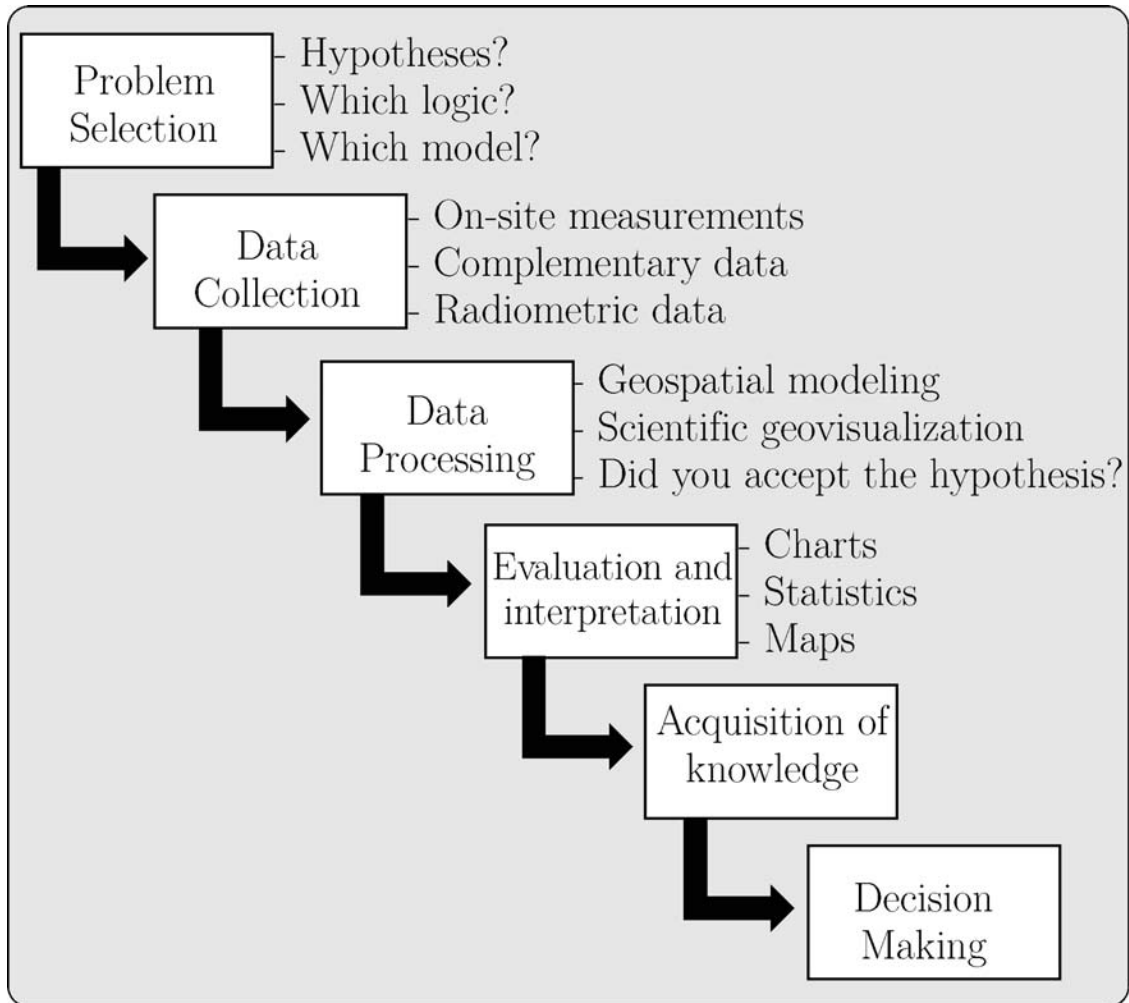 Problem
Selection
- Hypotheses?
- Which logic?
- Which model?
Data
Collection
- On-site measurements
- Complementary data
- Radiometric data
Data
Processing
- Geospatial modeling
- Scientific geovisualization
- Did you accept the hypothesis?
Evaluation and
interpretation
- Charts
- Statistics
- Maps
Acquisition of
knowledge
Decision
Making